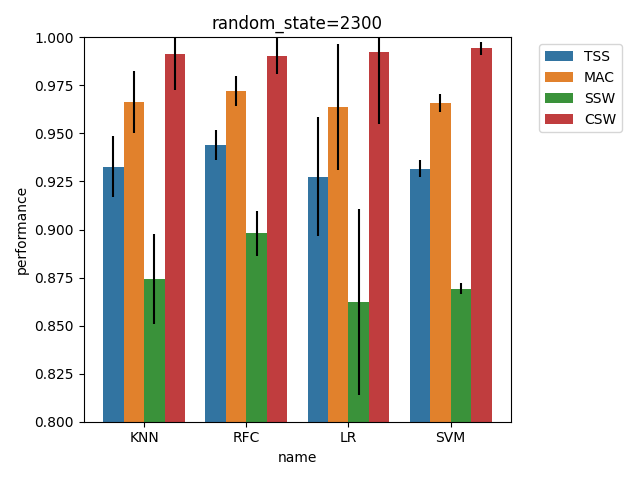 random_state=2300
1.000
0.975
0.950
0.925
0.900
0.875
0.850
0.825
0.800
performance
KNN
RFC
LR
SVM
name
TSS
MAC
SSW
CSW